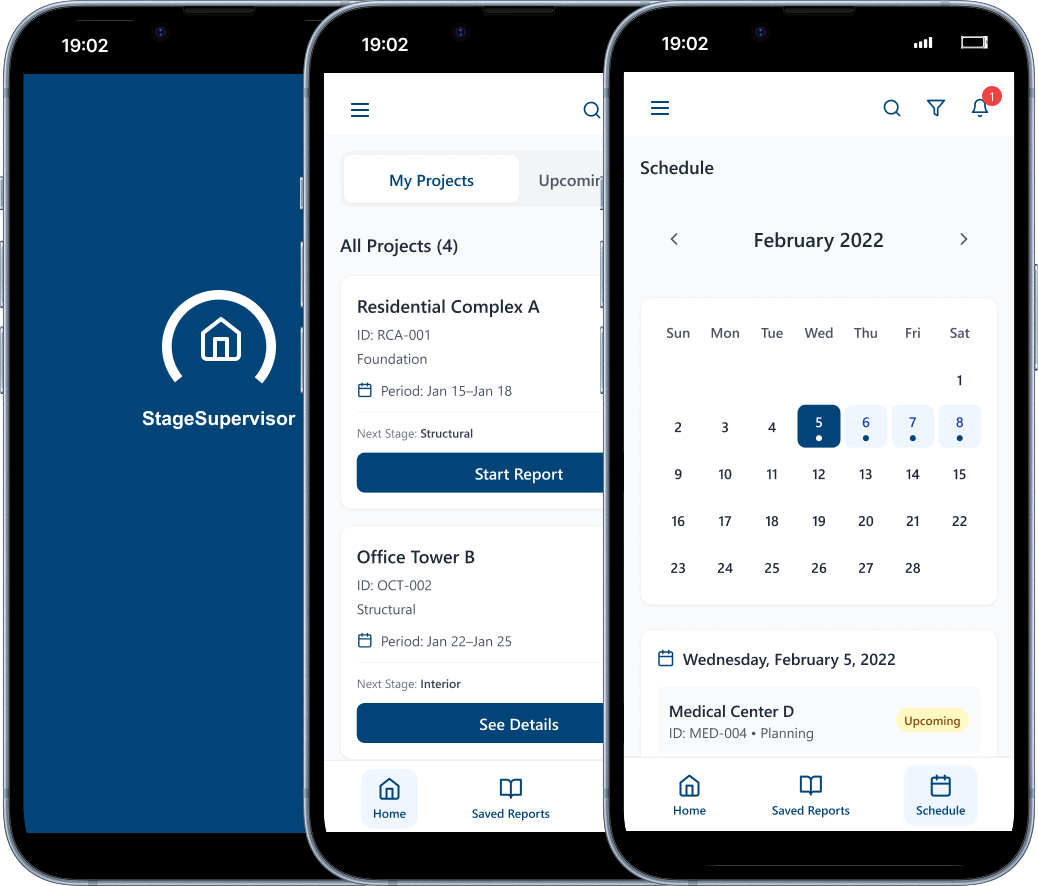 19:02
StageSupervisor
19:02
My Projects
Upcomin
All Projects (4)
Residential Complex A
ID: RCA-001
Foundation
Period: Jan 15–Jan 18
Next Stage: Structural
Start Report
Office Tower B
ID: OCT-002
Structural
Period: Jan 22–Jan 25
Next Stage: Interior
See Details
Home
Saved Reports
19:02
1
Schedule
February 2022
Sun Mon Tue Wed Thu Fri Sat
1
2 3 4 5 6 7 8
9 10 11 12 13 14 15
16 17 18 19 20 21 22
23 24 25 26 27 28
Wednesday, February 5, 2022
Medical Center D
Upcoming
ID: MED-004 • Planning
Home
Saved Reports
Schedule